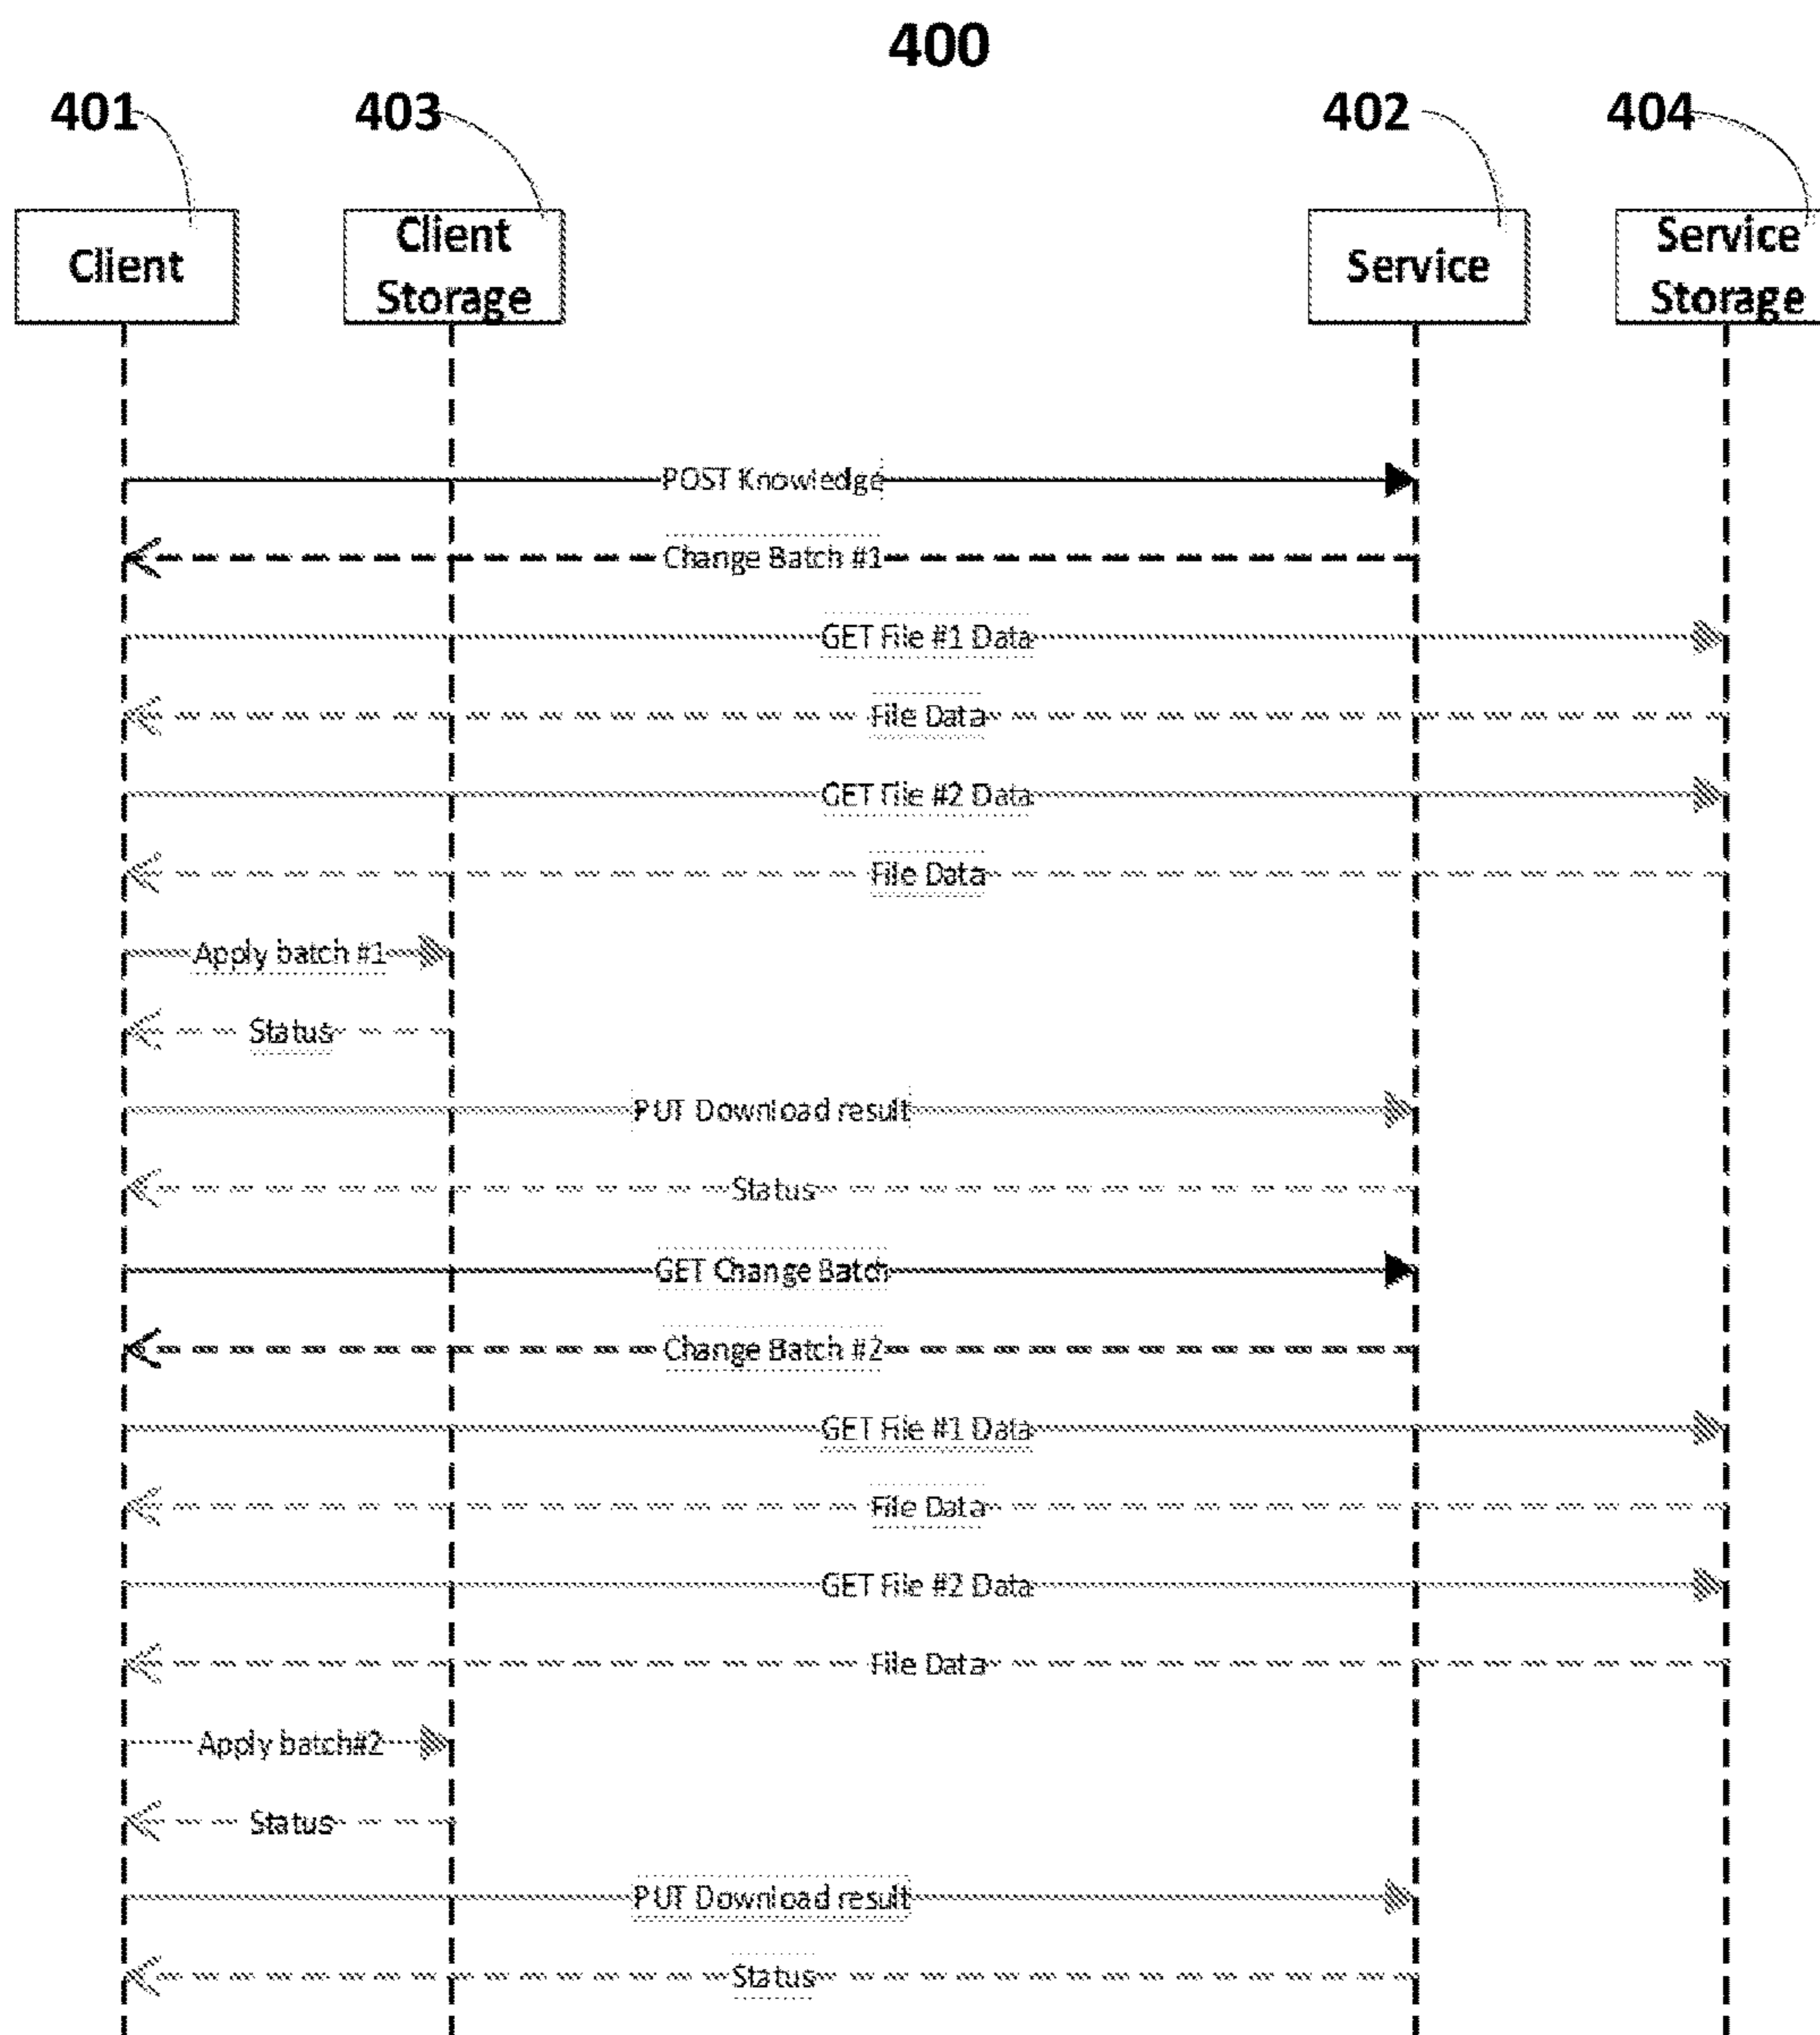 400
401
403
402
404
Client
Client
Storage
Service
Service
Storage
POST Knowledge
Change Batch #1
GET File #1 Data
File Data
GET File #2 Data
File Data
Apply batch #1
Status
PUT Download result
Status
GET Change Batch
Change Batch #2
GET File #1 Data
File Data
GET File #2 Data
File Data
Apply batch#2
Status
PUT Download result
Status